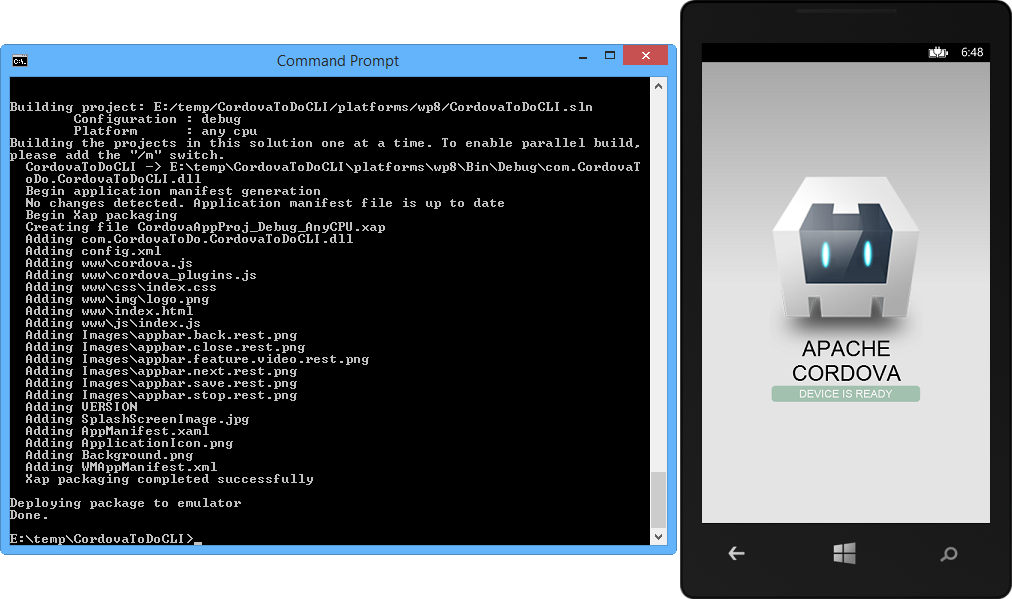 Command Prompt
Building project: E:/temp/CordovaToDoCLI/platforms/wp8/CordovaToDoCLI.sln
Configuration : debug
Platform      : any cpu
Building the projects in this solution one at a time. To enable parallel build,
please add the "/m" switch.
CordovaToDoCLI -> E:\temp\CordovaToDoCLI\platforms\wp8\Bin\Debug\com.CordovaT
oDo.CordovaToDoCLI.dll
Begin application manifest generation
No changes detected. Application manifest file is up to date
Begin Xap packaging
Creating file CordovaAppProj_Debug_AnyCPU.xap
Adding com.CordovaToDo.CordovaToDoCLI.dll
Adding config.xml
Adding www\cordova.js
Adding www\cordova_plugins.js
Adding www\css\index.css
Adding www\img\logo.png
Adding www\index.html
Adding www\js\index.js
Adding Images\appbar.back.rest.png
Adding Images\appbar.close.rest.png
Adding Images\appbar.feature.video.rest.png
Adding Images\appbar.next.rest.png
Adding Images\appbar.save.rest.png
Adding Images\appbar.stop.rest.png
Adding VERSION
Adding SplashScreenImage.jpg
Adding AppManifest.xaml
Adding ApplicationIcon.png
Adding Background.png
Adding WMAppManifest.xml
Xap packaging completed successfully
Deploying package to emulator
Done.
E:\temp\CordovaToDoCLI>_
6:48
APACHE
CORDOVA
DEVICE IS READY